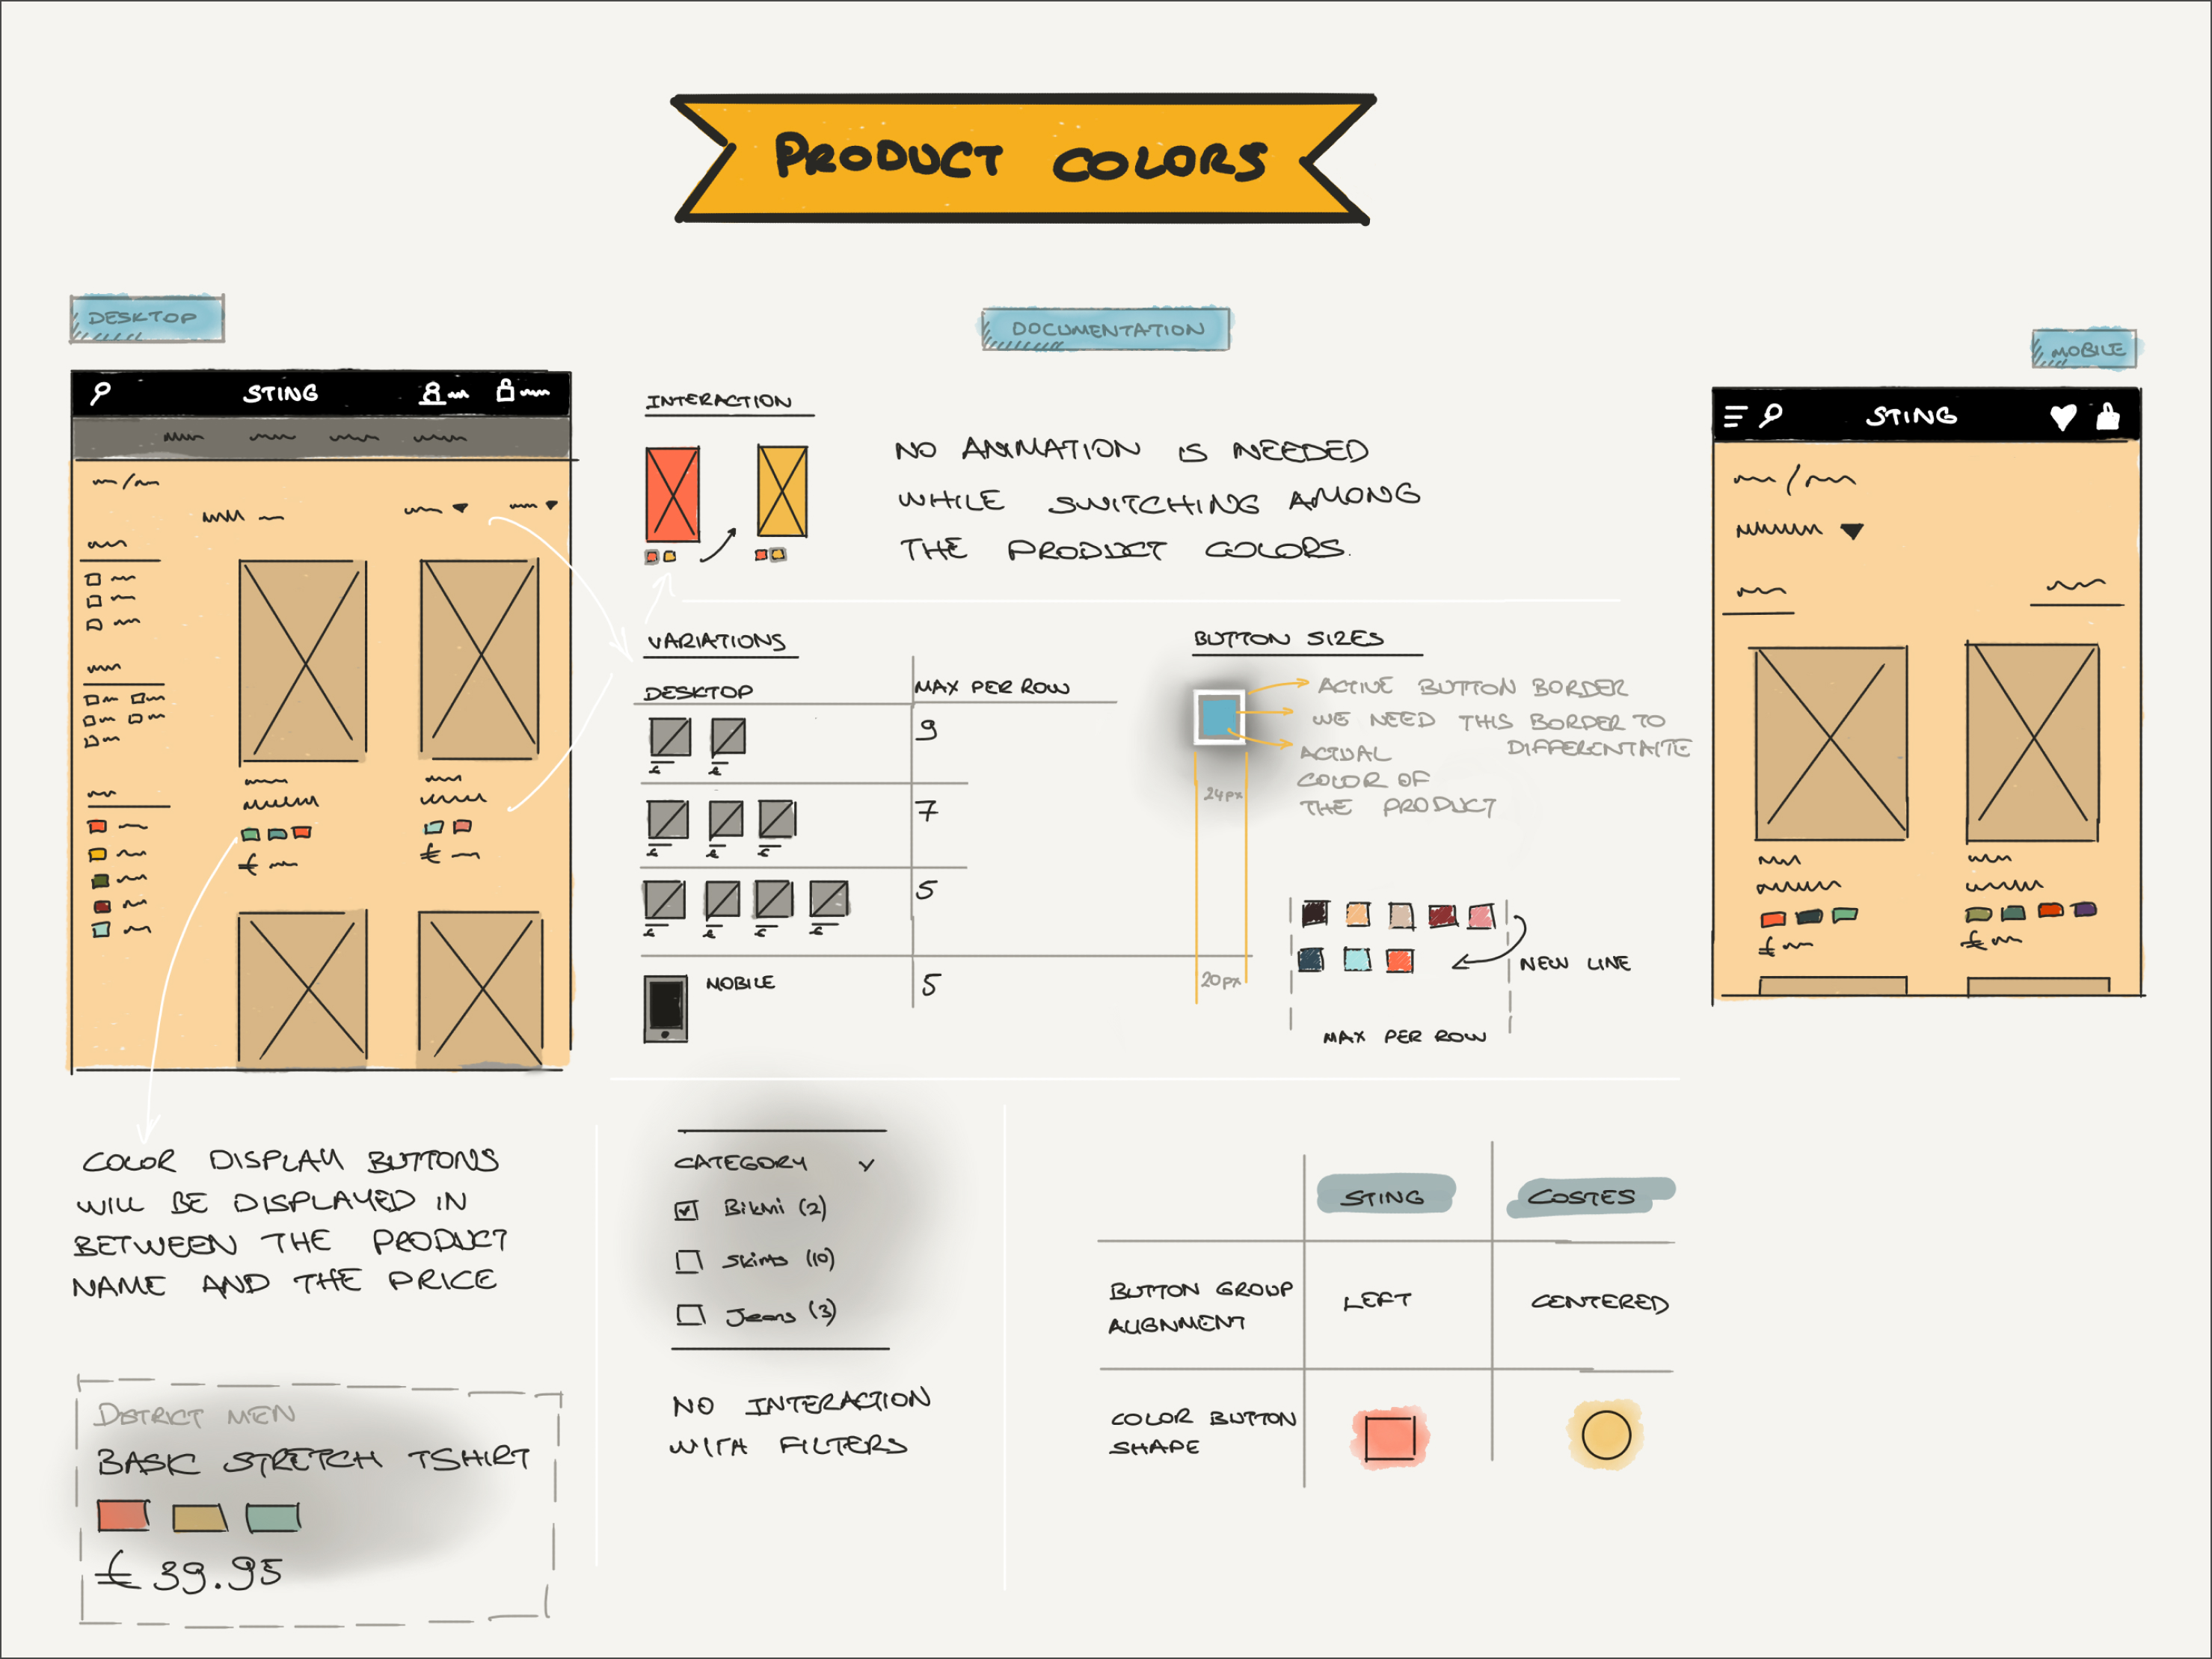 PRODUCT COLORS
DESKTOP
DOCUMENTATION
MOBILE
STING
INTERACTION
NO ANIMATION IS NEEDED
WHILE SWITCHING AMONG
THE PRODUCT COLORS.
VARIATIONS
DESKTOP
MAX PER ROW
9
€
€
7
€
€
€
5
€
€
€
€
MOBILE
5
BUTTON SIZES
ACTIVE BUTTON BORDER
WE NEED THIS BORDER TO
DIFFERENTAITE
ACTUAL
COLOR OF
THE PRODUCT
24px
20px
NEW LINE
MAX PER ROW
STING
€
€
€
€
COLOR DISPLAY BUTTONS
WILL BE DISPLAYED IN
BETWEEN THE PRODUCT
NAME AND THE PRICE
DISTRICT MEN
BASIC STRETCH TSHIRT
€ 39.95
CATEGORY
Bikini (2)
Skirts (10)
Jeans (3)
NO INTERACTION
WITH FILTERS
STING
COSTES
BUTTON GROUP
ALIGNMENT
LEFT
CENTERED
COLOR BUTTON
SHAPE